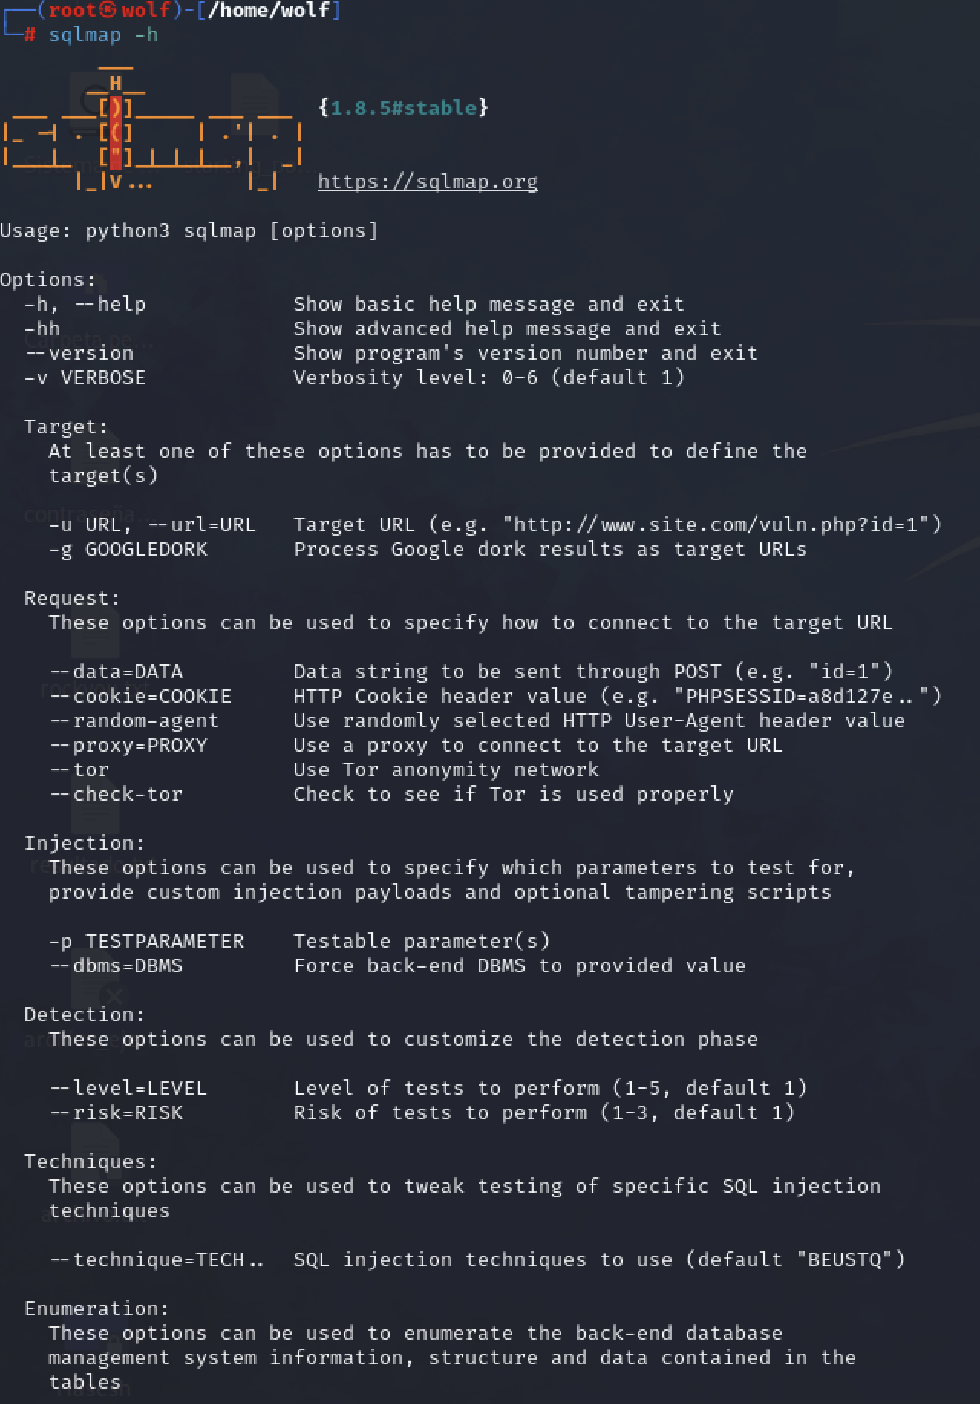 ┌──(root㉿wolf)-[/home/wolf]
└─# sqlmap -h
        ___
       __H__
 ___ ___[)]_____ ___ ___  {1.8.5#stable}
|_ -| . [(]     | .'| . |
|___|_  ["]_|_|_|__,|  _|
      |_|V...       |_|   https://sqlmap.org
Usage: python3 sqlmap [options]
Options:
  -h, --help            Show basic help message and exit
  -hh                   Show advanced help message and exit
  --version             Show program's version number and exit
  -v VERBOSE            Verbosity level: 0-6 (default 1)
  Target:
    At least one of these options has to be provided to define the
    target(s)
    -u URL, --url=URL   Target URL (e.g. "http://www.site.com/vuln.php?id=1")
    -g GOOGLEDORK       Process Google dork results as target URLs
  Request:
    These options can be used to specify how to connect to the target URL
    --data=DATA         Data string to be sent through POST (e.g. "id=1")
    --cookie=COOKIE     HTTP Cookie header value (e.g. "PHPSESSID=a8d127e..")
    --random-agent      Use randomly selected HTTP User-Agent header value
    --proxy=PROXY       Use a proxy to connect to the target URL
    --tor               Use Tor anonymity network
    --check-tor         Check to see if Tor is used properly
  Injection:
    These options can be used to specify which parameters to test for,
    provide custom injection payloads and optional tampering scripts
    -p TESTPARAMETER    Testable parameter(s)
    --dbms=DBMS         Force back-end DBMS to provided value
  Detection:
    These options can be used to customize the detection phase
    --level=LEVEL       Level of tests to perform (1-5, default 1)
    --risk=RISK         Risk of tests to perform (1-3, default 1)
  Techniques:
    These options can be used to tweak testing of specific SQL injection
    techniques
    --technique=TECH..  SQL injection techniques to use (default "BEUSTQ")
  Enumeration:
    These options can be used to enumerate the back-end database
    management system information, structure and data contained in the
    tables